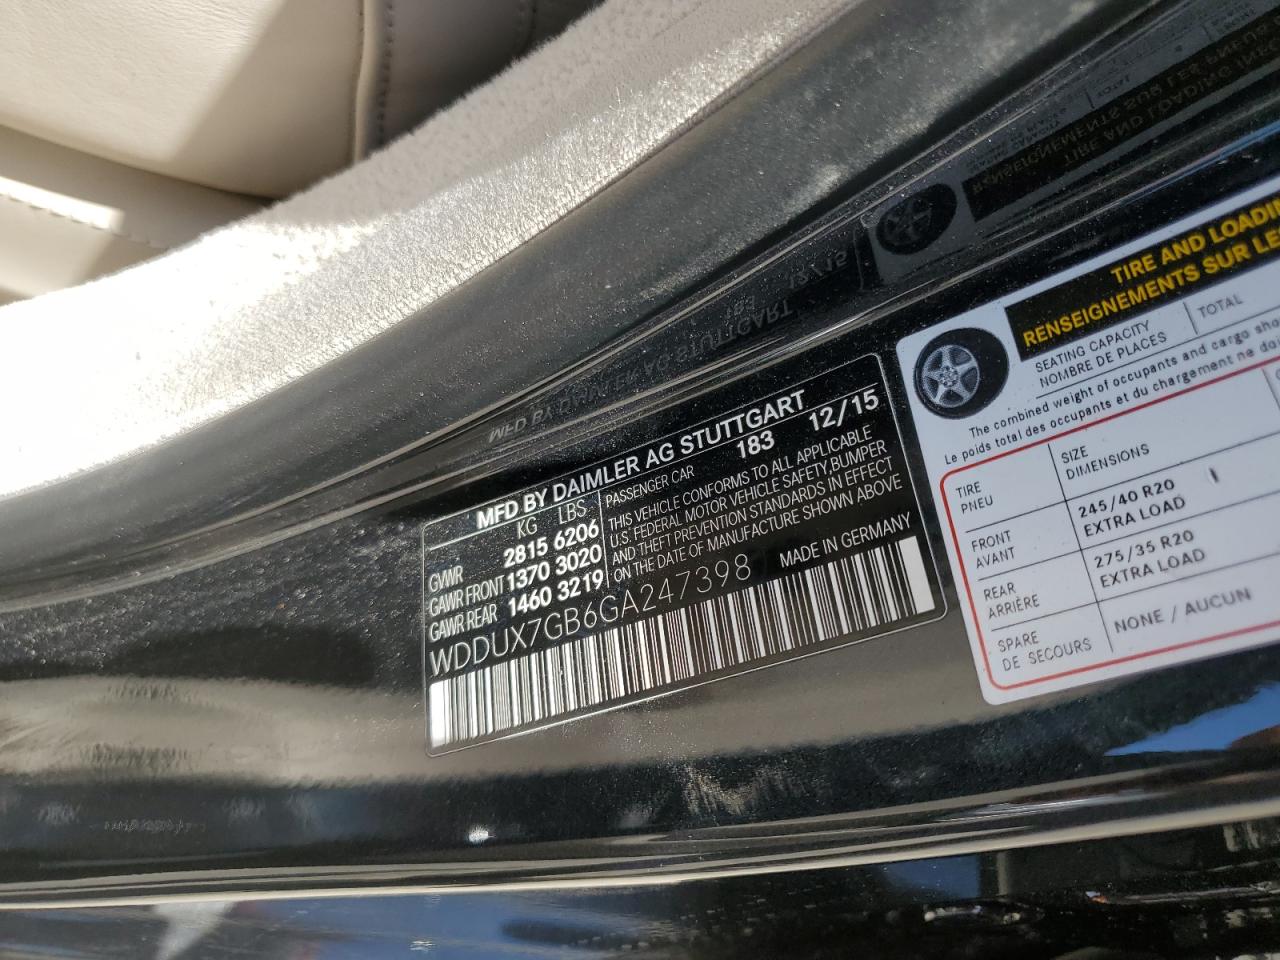 MFD BY DAIMLER AG STUTTGART
KG LBS
GVWR 2815 6206
GAWR FRONT 1370 3020
GAWR REAR 1460 3219
PASSENGER CAR 183 12/15
THIS VEHICLE CONFORMS TO ALL APPLICABLE
U.S. FEDERAL MOTOR VEHICLE SAFETY, BUMPER
AND THEFT PREVENTION STANDARDS IN EFFECT
ON THE DATE OF MANUFACTURE SHOWN ABOVE
WDDUX7GB6GA247398 MADE IN GERMANY
TIRE AND LOADIN
RENSEIGNEMENTS SUR LES
SEATING CAPACITY
NOMBRE DE PLACES
TOTAL
The combined weight of occupants and cargo sho
Le poids total des occupants et du chargement ne doi
TIRE
PNEU
SIZE
DIMENSIONS
FRONT
AVANT
245/40 R20
EXTRA LOAD
REAR
ARRIÈRE
275/35 R20
EXTRA LOAD
SPARE
DE SECOURS
NONE / AUCUN